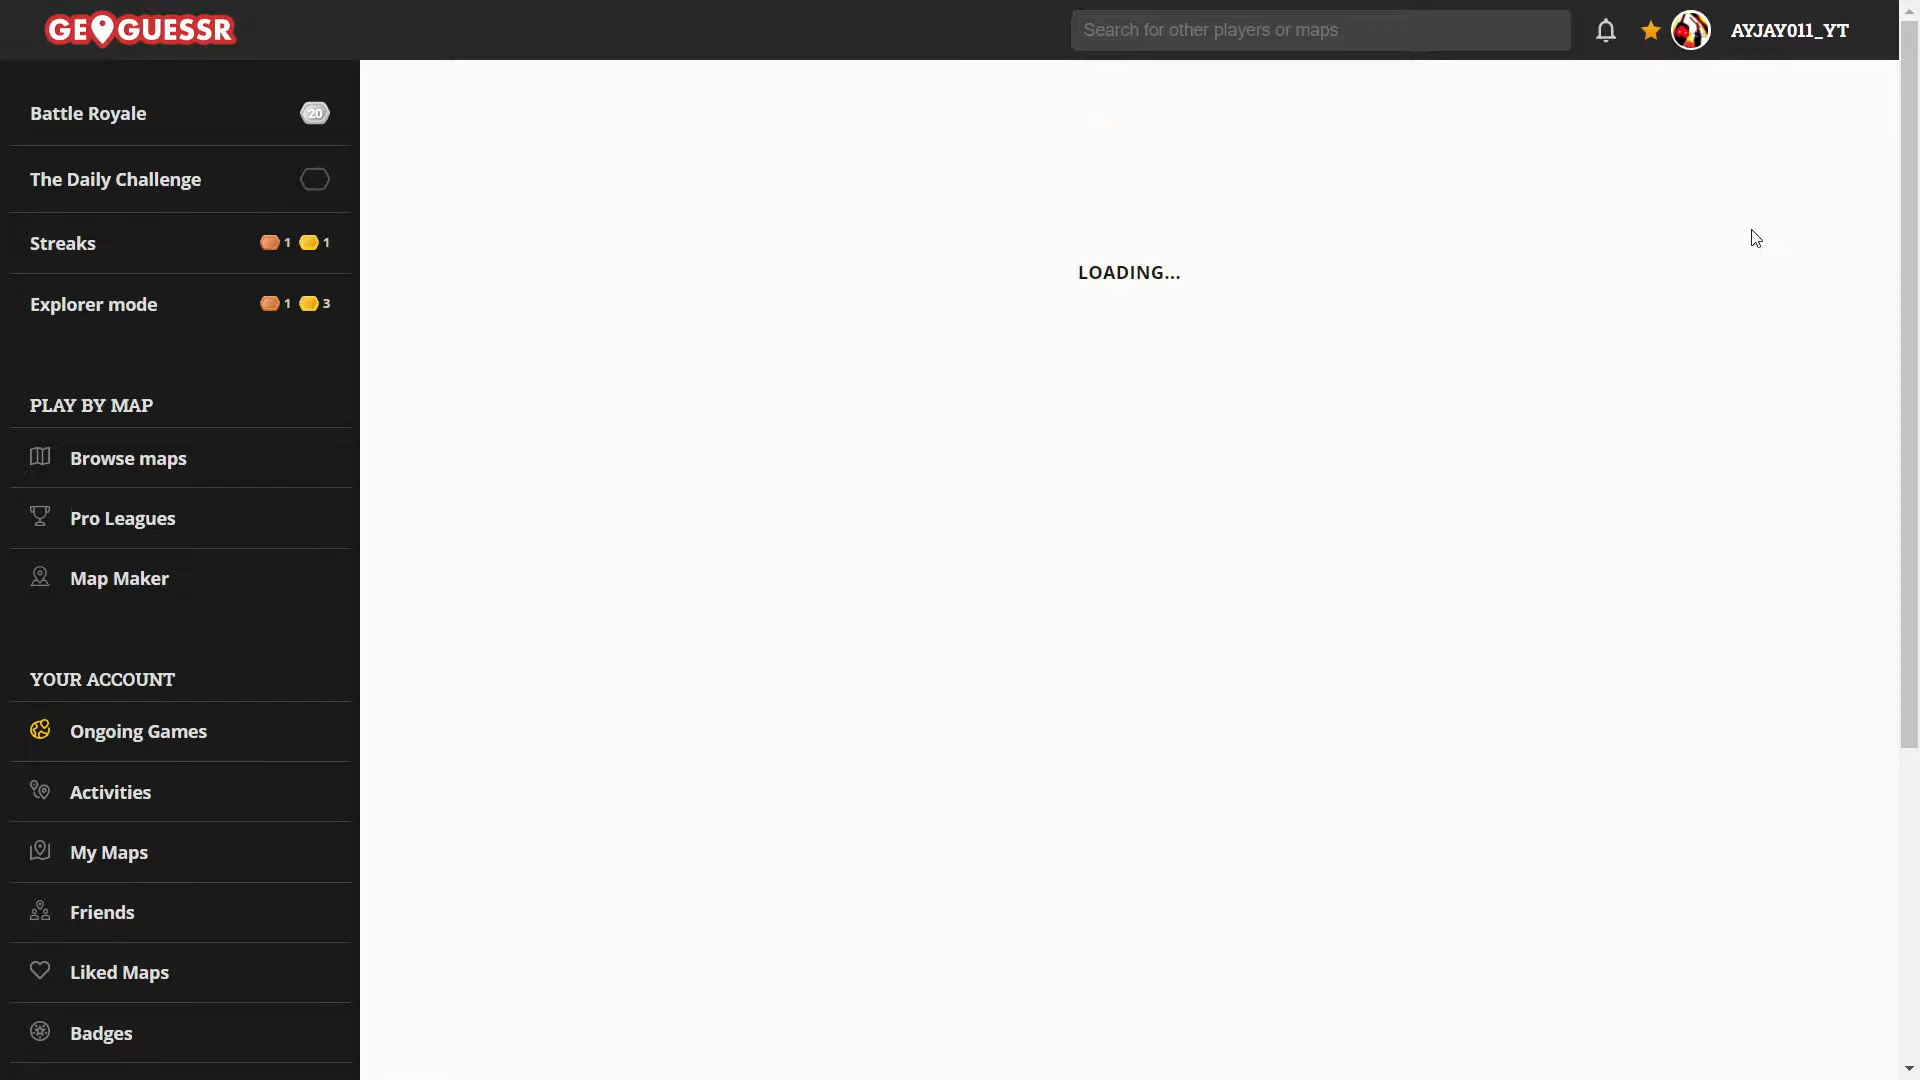 GEOGUESSR
Search for other players or maps
AYJAY011_YT
Battle Royale
20
The Daily Challenge
Streaks
1
1
Explorer mode
1
3
PLAY BY MAP
Browse maps
Pro Leagues
Map Maker
YOUR ACCOUNT
Ongoing Games
Activities
My Maps
Friends
Liked Maps
Badges
LOADING...